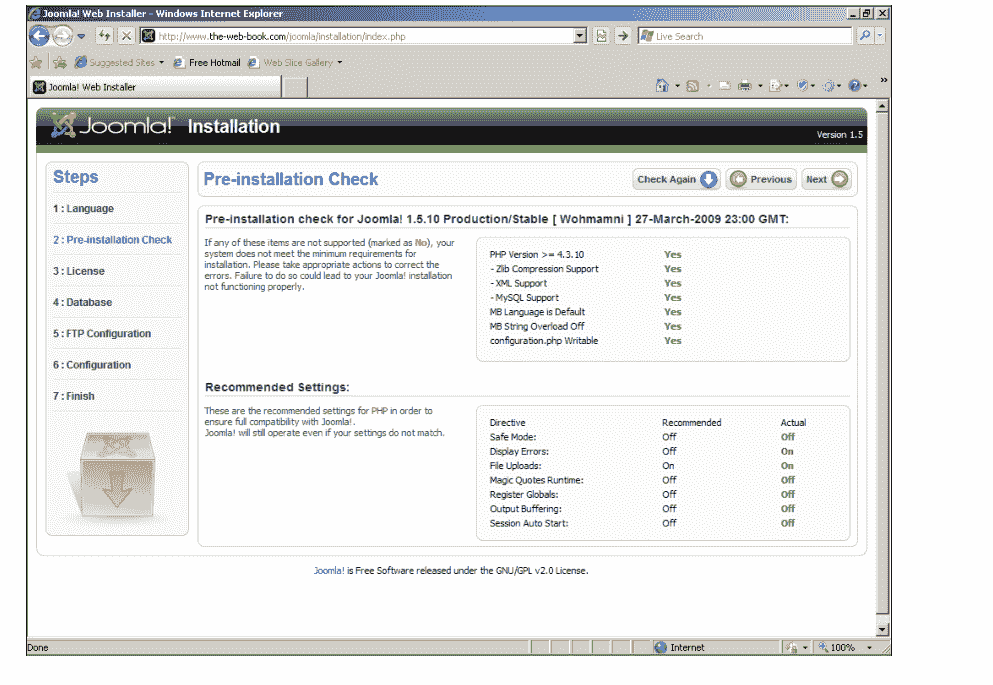 Joomla! Web Installer - Windows Internet Explorer
http://www.the-web-book.com/joomla/installation/index.php
Live Search
Suggested Sites Free Hotmail Web Slice Gallery
Joomla! Web Installer
Joomla! Installation
Version 1.5
Steps
1 : Language
2 : Pre-installation Check
3 : License
4 : Database
5 : FTP Configuration
6 : Configuration
7 : Finish
Pre-installation Check
Check Again Previous Next
Pre-installation check for Joomla! 1.5.10 Production/Stable [ Wohmamni ] 27-March-2009 23:00 GMT:
If any of these items are not supported (marked as No), your
system does not meet the minimum requirements for
installation. Please take appropriate actions to correct the
errors. Failure to do so could lead to your Joomla! installation
not functioning properly.
PHP Version >= 4.3.10 Yes
- Zlib Compression Support Yes
- XML Support Yes
- MySQL Support Yes
MB Language is Default Yes
MB String Overload Off Yes
configuration.php Writable Yes
Recommended Settings:
These are the recommended settings for PHP in order to
ensure full compatibility with Joomla!.
Joomla! will still operate even if your settings do not match.
Directive Recommended Actual
Safe Mode: Off Off
Display Errors: Off On
File Uploads: On On
Magic Quotes Runtime: Off Off
Register Globals: Off Off
Output Buffering: Off Off
Session Auto Start: Off Off
Joomla! is Free Software released under the GNU/GPL v2.0 License.
Done Internet 100%